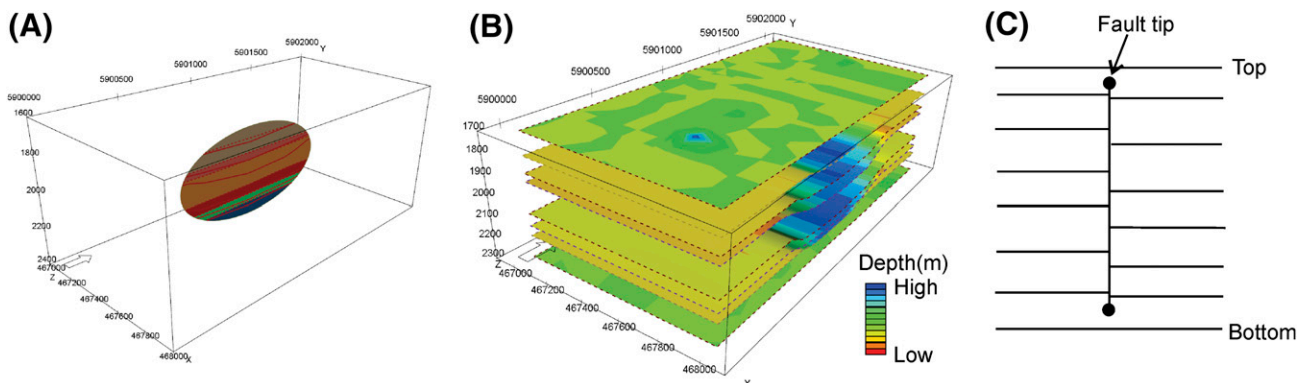 (A)
5902000
Y
5901500
5901000
5900500
5900000
1600
1800
2000
2200
2400
467000
Z
467200
467400
467600
467800
468000
X
(B)
5902000
Y
5901500
5901000
5900500
5900000
1700
1800
1900
2000
2100
2200
2300
Z
467000
467200
467400
467600
467800
468000
Depth(m)
High
Low
(C)
Fault tip
Top
Bottom